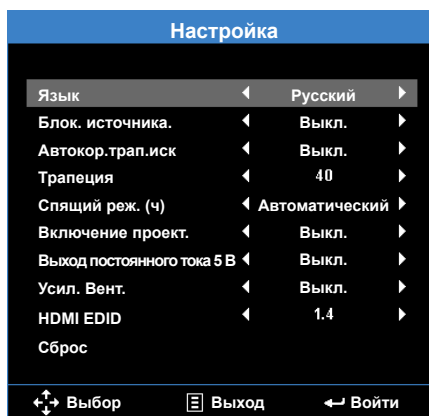 Настройка
Язык Русский
Блок. источника. Выкл.
Автокор.трап.иск Выкл.
Трапеция 40
Спящий реж. (ч) Автоматический
Включение проект. Выкл.
Выход постоянного тока 5 В Выкл.
Усил. Вент. Выкл.
HDMI EDID 1.4
Сброс
Выбор Выход Войти